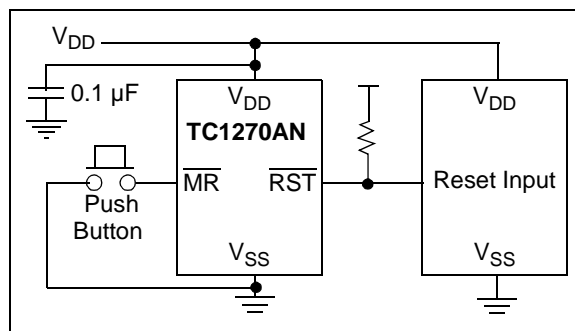 VDD
0.1 µF
VDD
VDD
TC1270AN
MR
RST
Reset Input
Push
Button
VSS
VSS